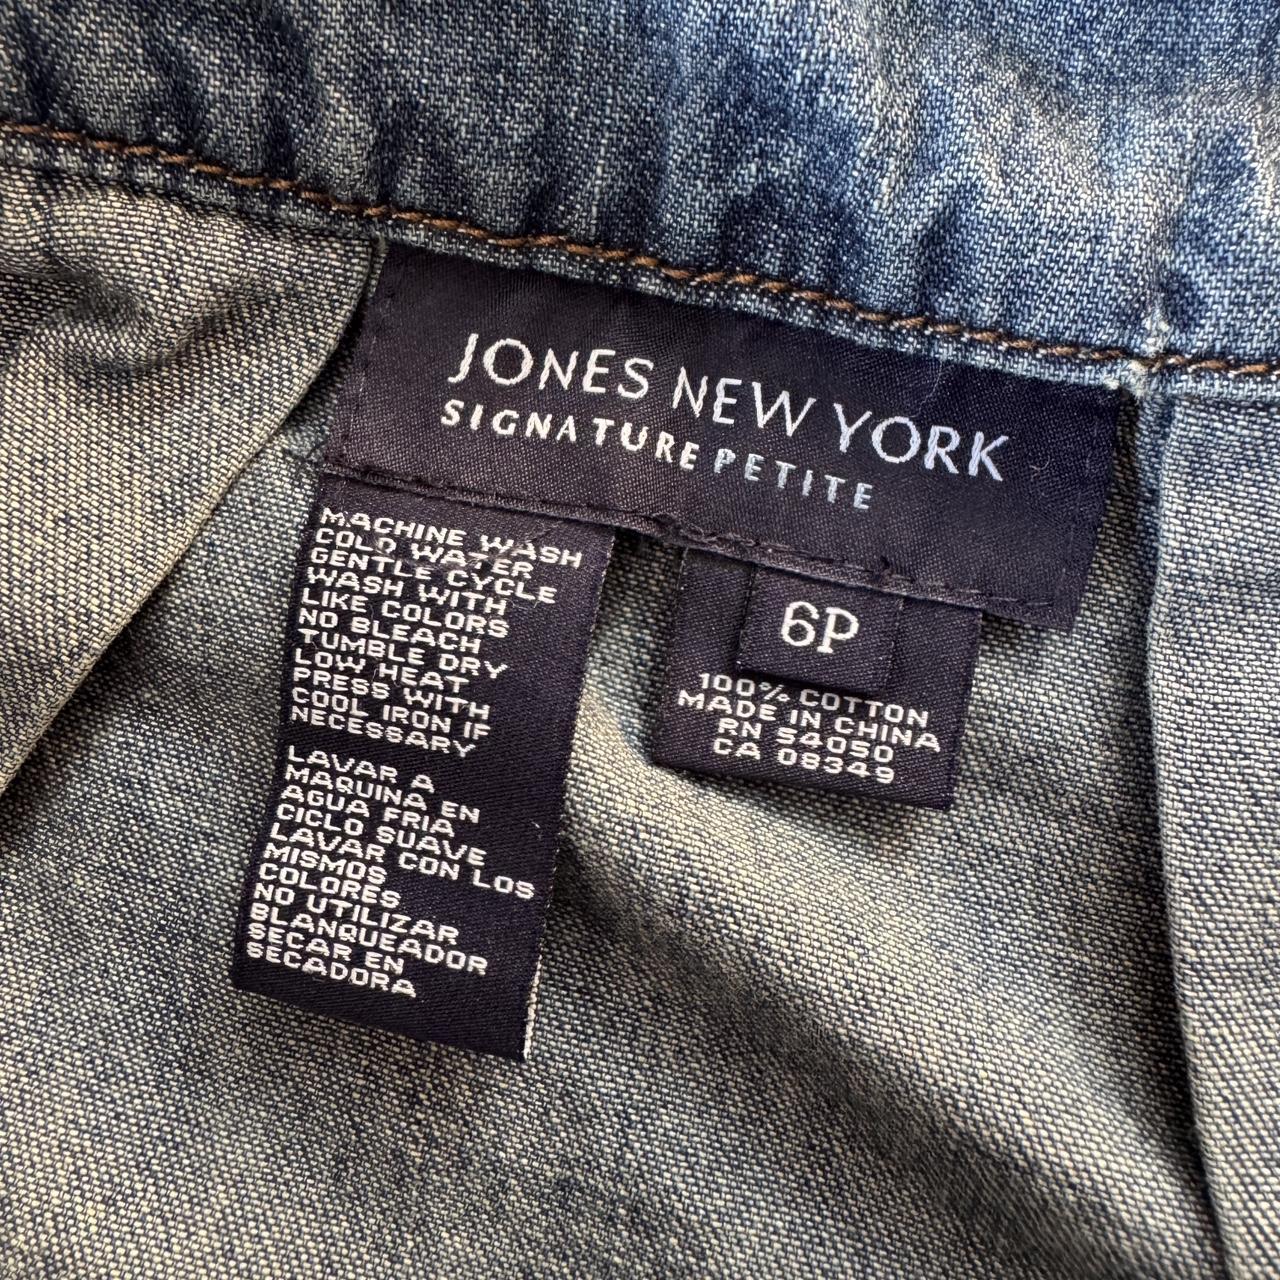 JONES NEW YORK
SIGNATURE PETITE
MACHINE WASH
COLD WATER
GENTLE CYCLE
WASH WITH
LIKE COLORS
NO BLEACH
TUMBLE DRY
LOW HEAT
PRESS WITH
COOL IRON IF
NECESSARY
LAVAR A
MAQUINA EN
AGUA FRIA
CICLO SUAVE
LAVAR CON LOS
MISMOS
COLORES
NO UTILIZAR
BLANQUEADOR
SECAR EN
SECADORA
6P
100% COTTON
MADE IN CHINA
RN 54050
CA 08349